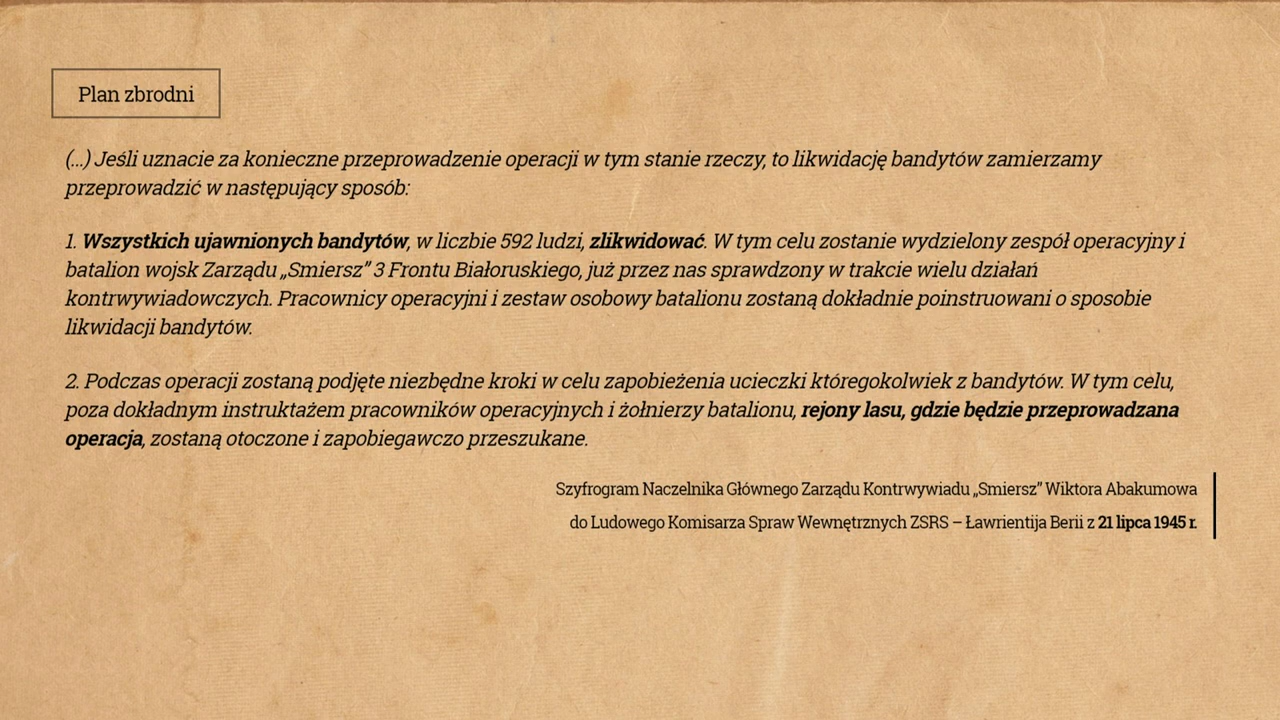 Plan zbrodni
(...) Jeśli uznacie za konieczne przeprowadzenie operacji w tym stanie rzeczy, to likwidację bandytów zamierzamy
przeprowadzić w następujący sposób:
1. Wszystkich ujawnionych bandytów, w liczbie 592 ludzi, zlikwidować. W tym celu zostanie wydzielony zespół operacyjny i
batalion wojsk Zarządu „Smiersz” 3 Frontu Białoruskiego, już przez nas sprawdzony w trakcie wielu działań
kontrwywiadowczych. Pracownicy operacyjni i zestaw osobowy batalionu zostaną dokładnie poinstruowani o sposobie
likwidacji bandytów.
2. Podczas operacji zostaną podjęte niezbędne kroki w celu zapobieżenia ucieczki któregokolwiek z bandytów. W tym celu,
poza dokładnym instruktażem pracowników operacyjnych i żołnierzy batalionu, rejony lasu, gdzie będzie przeprowadzana
operacja, zostaną otoczone i zapobiegawczo przeszukane.
Szyfrogram Naczelnika Głównego Zarządu Kontrwywiadu „Smiersz” Wiktora Abakumowa
do Ludowego Komisarza Spraw Wewnętrznych ZSRS – Ławrientija Berii z 21 lipca 1945 r.